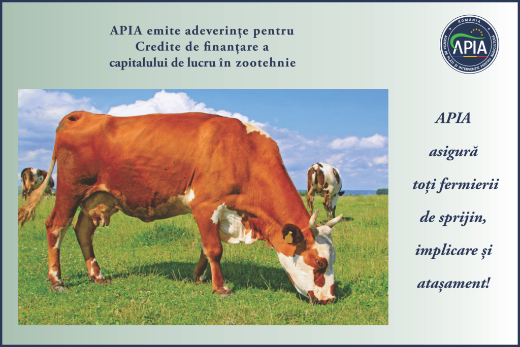 APIA emite adeverințe pentru
Credite de finanțare a
capitalului de lucru în zootehnie
ROMÂNIA
APIA
APIA
asigură
toți fermierii
de sprijin,
implicare și
atașament!